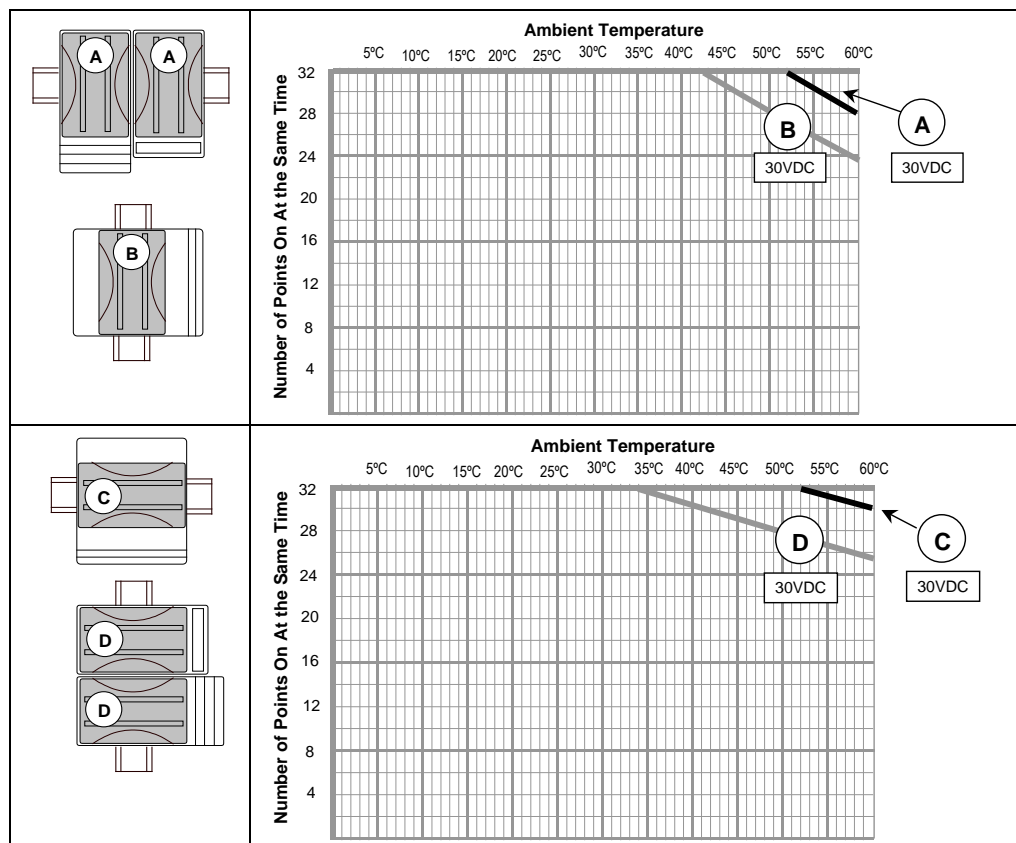 A A
B
Ambient Temperature
5ºC 10ºC 15ºC 20ºC 25ºC 30ºC 35ºC 40ºC 45ºC 50ºC 55ºC 60ºC
Number of Points On At the Same Time
32
28
24
20
16
12
8
4
B
30VDC
A
30VDC
C
D
D
Ambient Temperature
5ºC 10ºC 15ºC 20ºC 25ºC 30ºC 35ºC 40ºC 45ºC 50ºC 55ºC 60ºC
Number of Points On At the Same Time
32
28
24
20
16
12
8
4
D
30VDC
C
30VDC